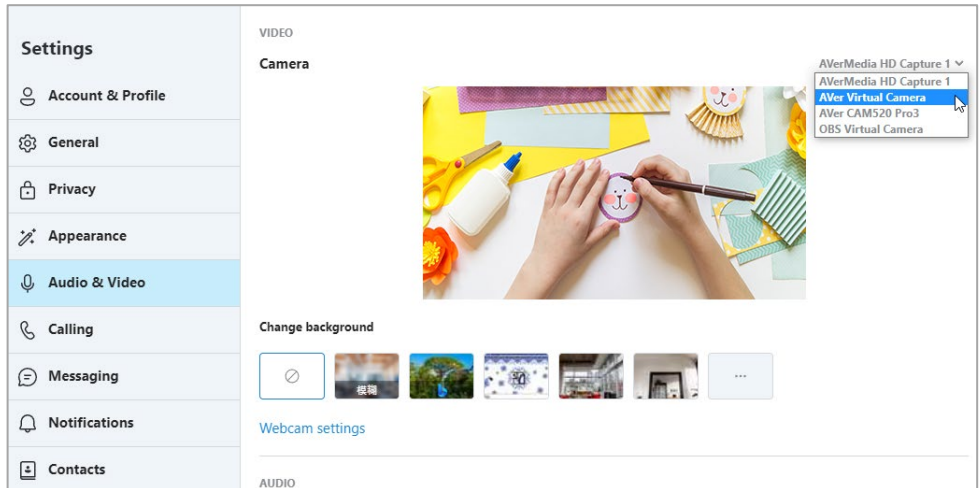 Settings
Account & Profile
General
Privacy
Appearance
Audio & Video
Calling
Messaging
Notifications
Contacts
VIDEO
Camera
AVerMedia HD Capture 1
AVerMedia HD Capture 1
AVer Virtual Camera
AVer CAM520 Pro3
OBS Virtual Camera
Change background
模糊
...
Webcam settings
AUDIO